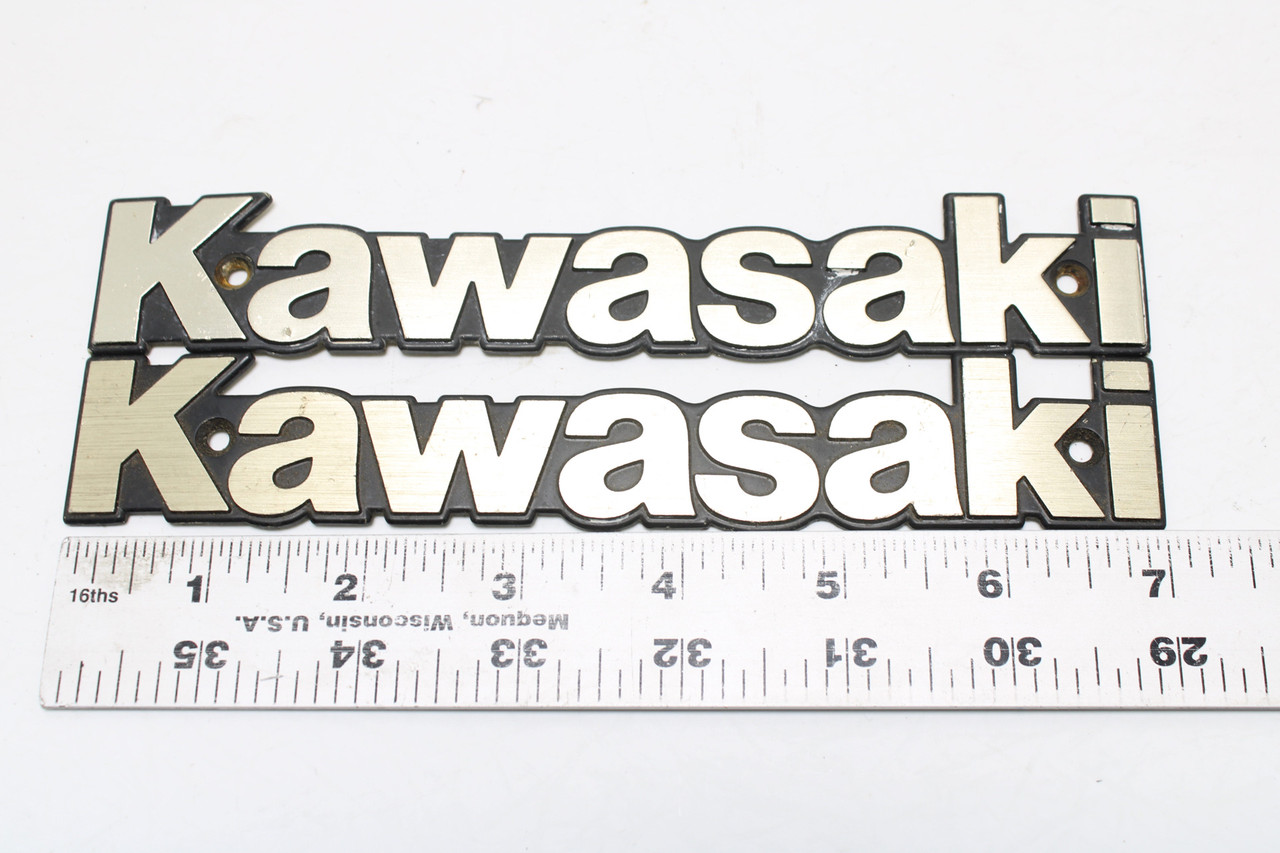 Kawasaki
Kawasaki
1 2 3 4 5 6 7
16ths
Mequon, Wisconsin, U.S.A.
35 34 33 32 31 30 29